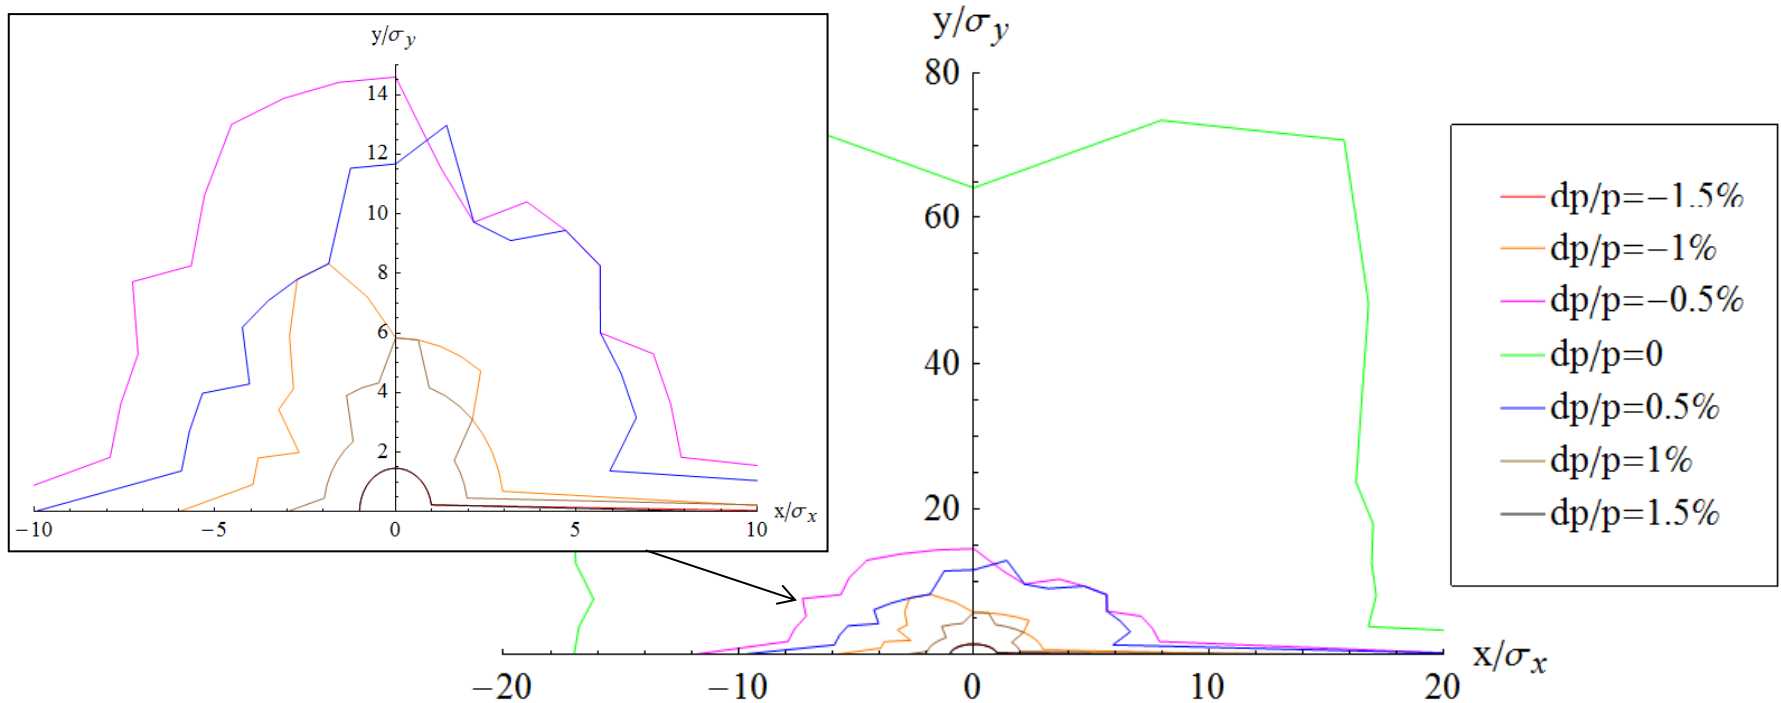 y/σy
14
12
10
8
6
4
2
−10
−5
0
5
10
x/σx
y/σy
80
60
40
20
−20
−10
0
10
20
x/σx
dp/p=−1.5%
dp/p=−1%
dp/p=−0.5%
dp/p=0
dp/p=0.5%
dp/p=1%
dp/p=1.5%